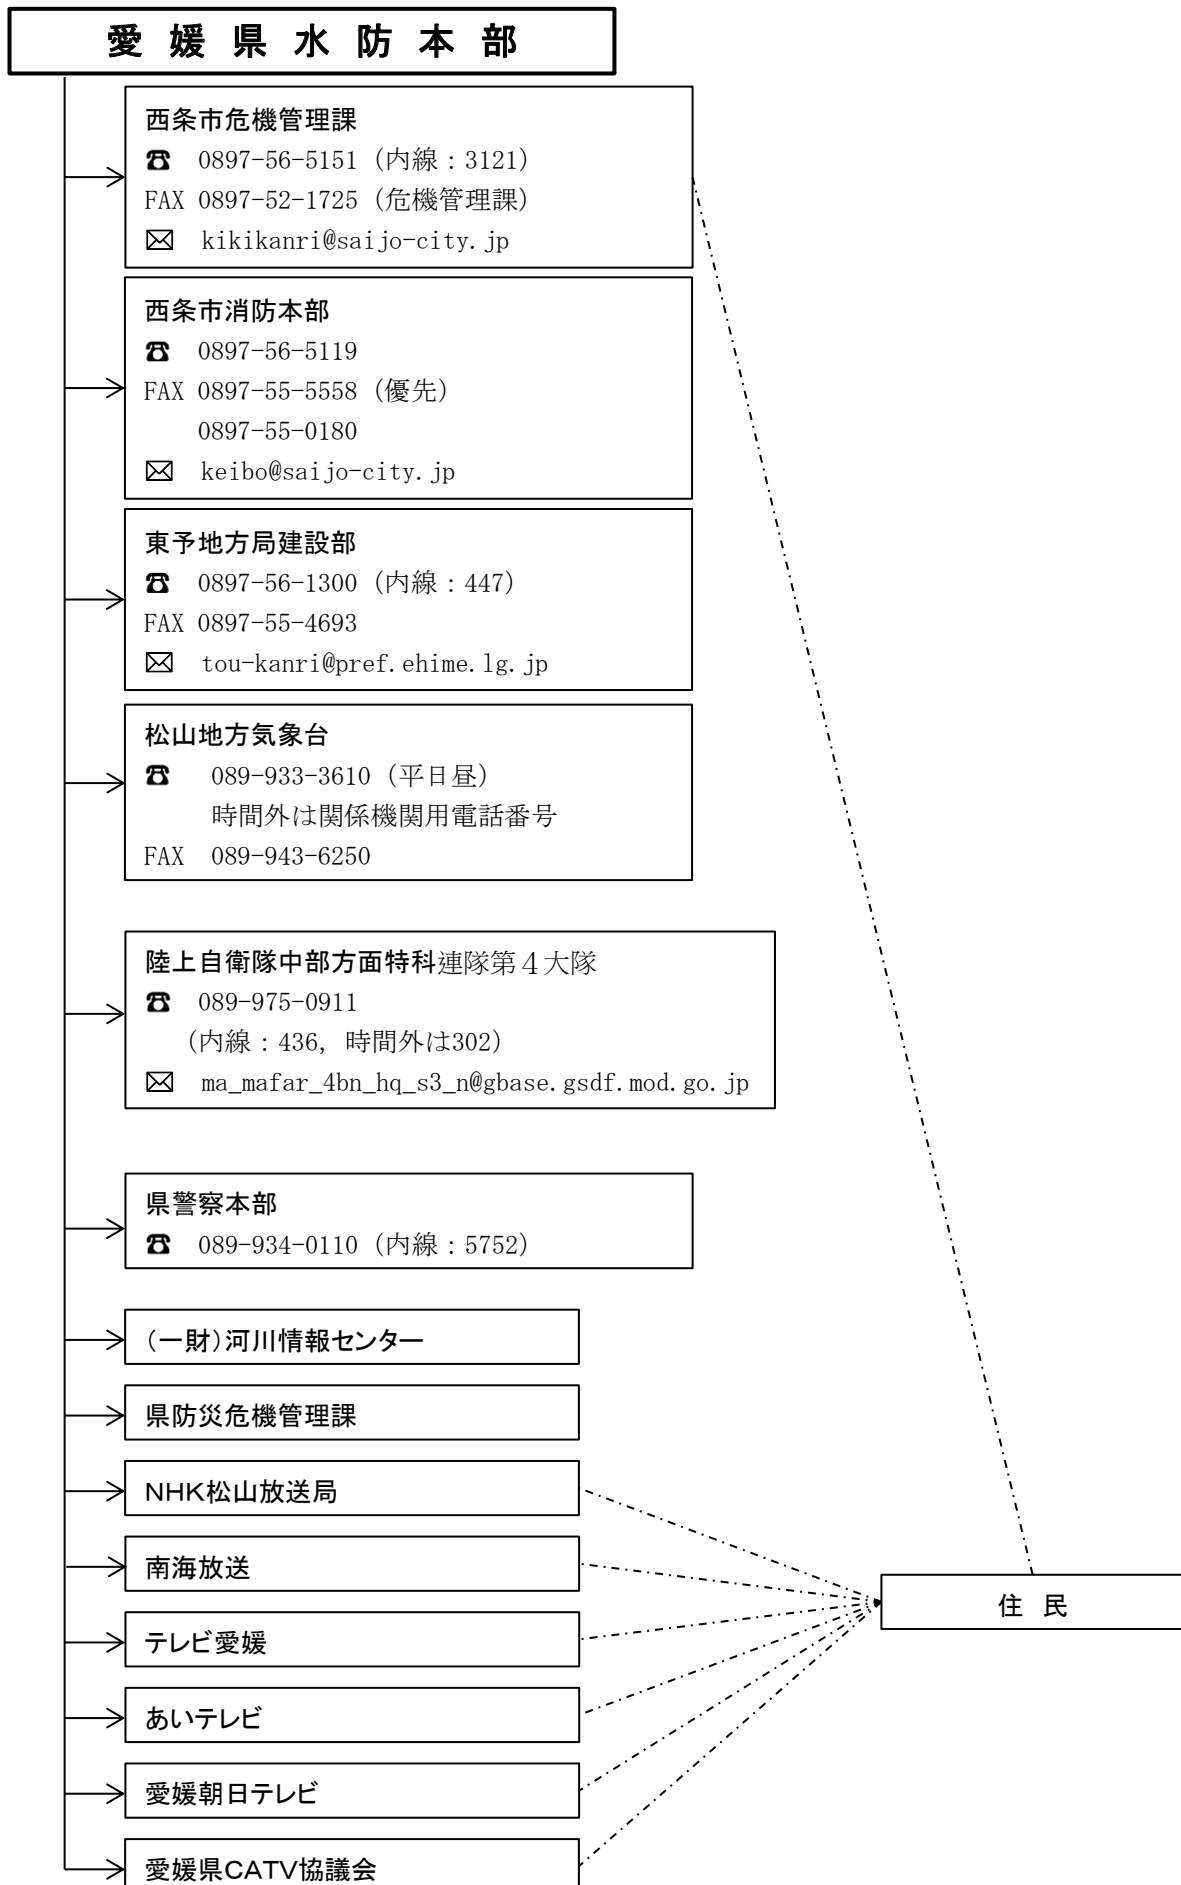 愛媛県水防本部
西条市危機管理課
☎ 0897-56-5151（内線：3121）
FAX 0897-52-1725（危機管理課）
✉ kikikanri@saijo-city.jp
西条市消防本部
☎ 0897-56-5119
FAX 0897-55-5558（優先）
0897-55-0180
✉ keibo@saijo-city.jp
東予地方局建設部
☎ 0897-56-1300（内線：447）
FAX 0897-55-4693
✉ tou-kanri@pref.ehime.lg.jp
松山地方気象台
☎ 089-933-3610（平日昼）
時間外は関係機関用電話番号
FAX 089-943-6250
陸上自衛隊中部方面特科連隊第４大隊
☎ 089-975-0911
（内線：436，時間外は302）
✉ ma_mafar_4bn_hq_s3_n@gbase.gsdf.mod.go.jp
県警察本部
☎ 089-934-0110（内線：5752）
（一財）河川情報センター
県防災危機管理課
NHK松山放送局
南海放送
テレビ愛媛
あいテレビ
愛媛朝日テレビ
愛媛県CATV協議会
住民